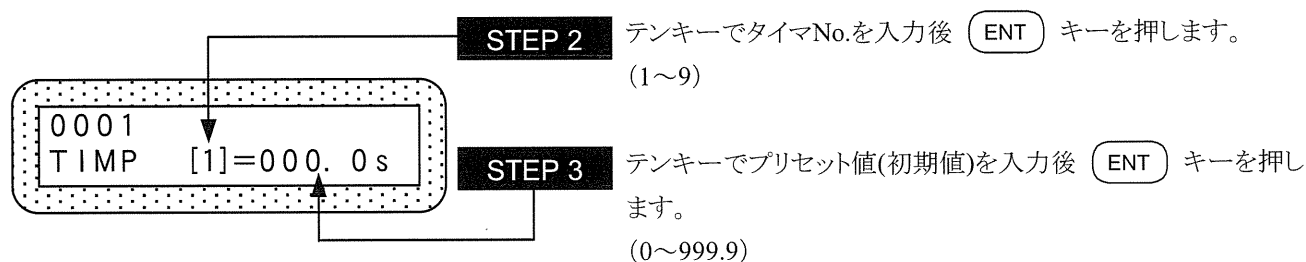 STEP 2 テンキーでタイマNo.を入力後 ENT キーを押します。
(1～9)
0001
TIMP [1]=000. 0s
STEP 3 テンキーでプリセット値(初期値)を入力後 ENT キーを押し
ます。
(0～999.9)